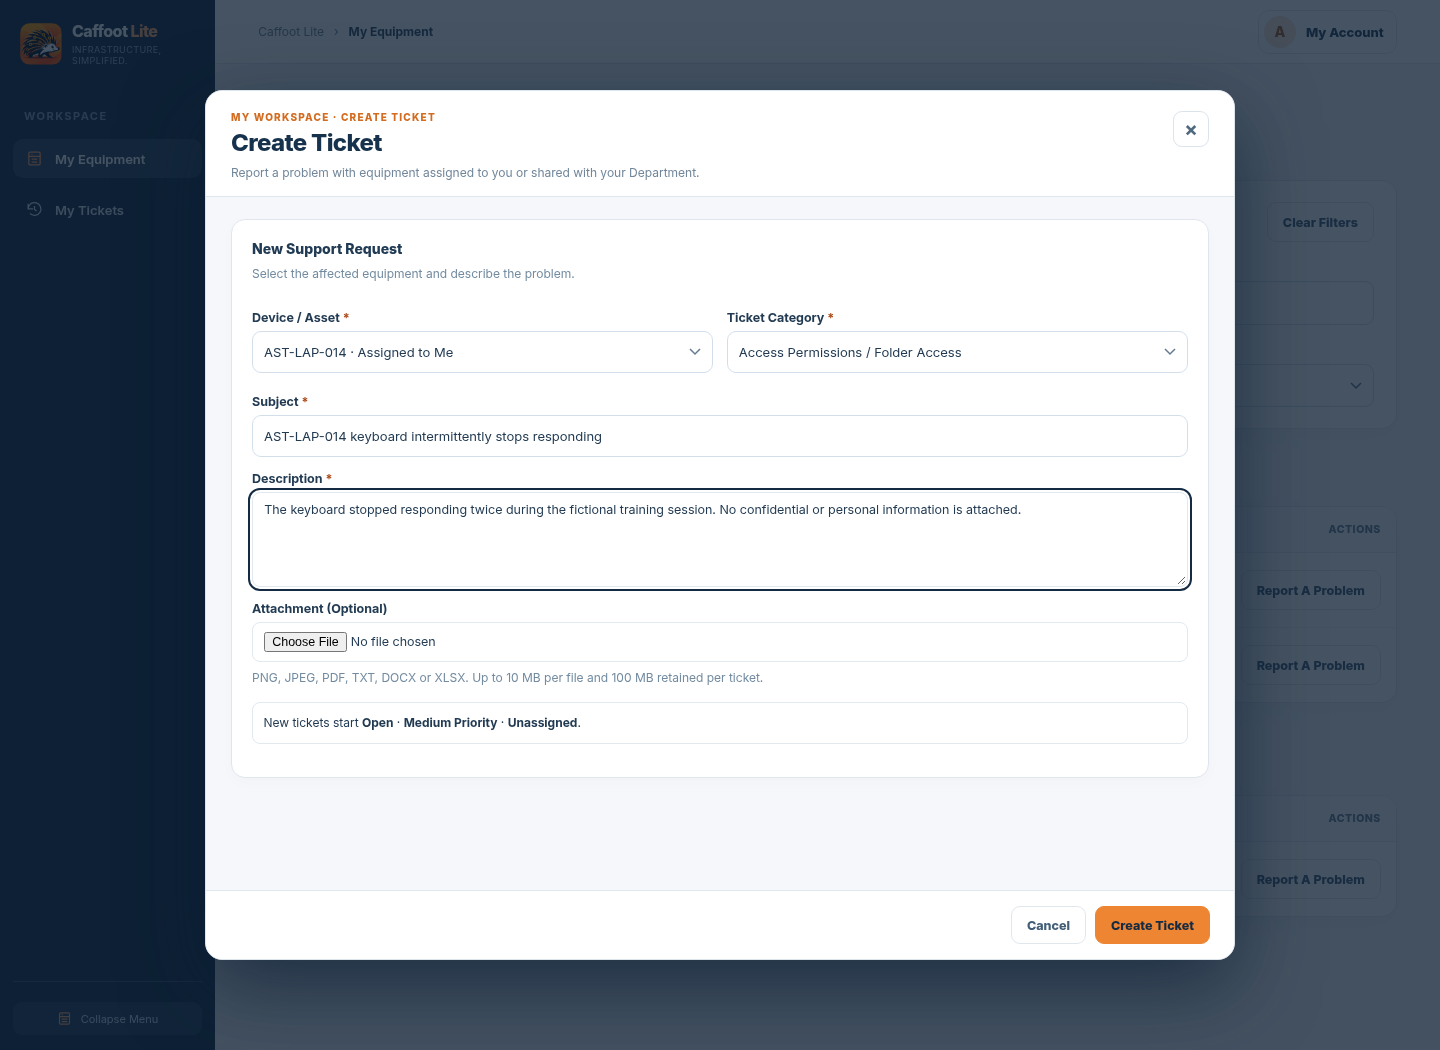 Caffoot Lite
INFRASTRUCTURE,
SIMPLIFIED.
WORKSPACE
My Equipment
My Tickets
Collapse Menu
Caffoot Lite › My Equipment
A My Account
Clear Filters
ACTIONS
Report A Problem
Report A Problem
ACTIONS
Report A Problem
MY WORKSPACE · CREATE TICKET
Create Ticket
Report a problem with equipment assigned to you or shared with your Department.
New Support Request
Select the affected equipment and describe the problem.
Device / Asset *
AST-LAP-014 · Assigned to Me
Ticket Category *
Access Permissions / Folder Access
Subject *
AST-LAP-014 keyboard intermittently stops responding
Description *
The keyboard stopped responding twice during the fictional training session. No confidential or personal information is attached.
Attachment (Optional)
Choose File No file chosen
PNG, JPEG, PDF, TXT, DOCX or XLSX. Up to 10 MB per file and 100 MB retained per ticket.
New tickets start Open · Medium Priority · Unassigned.
Cancel
Create Ticket